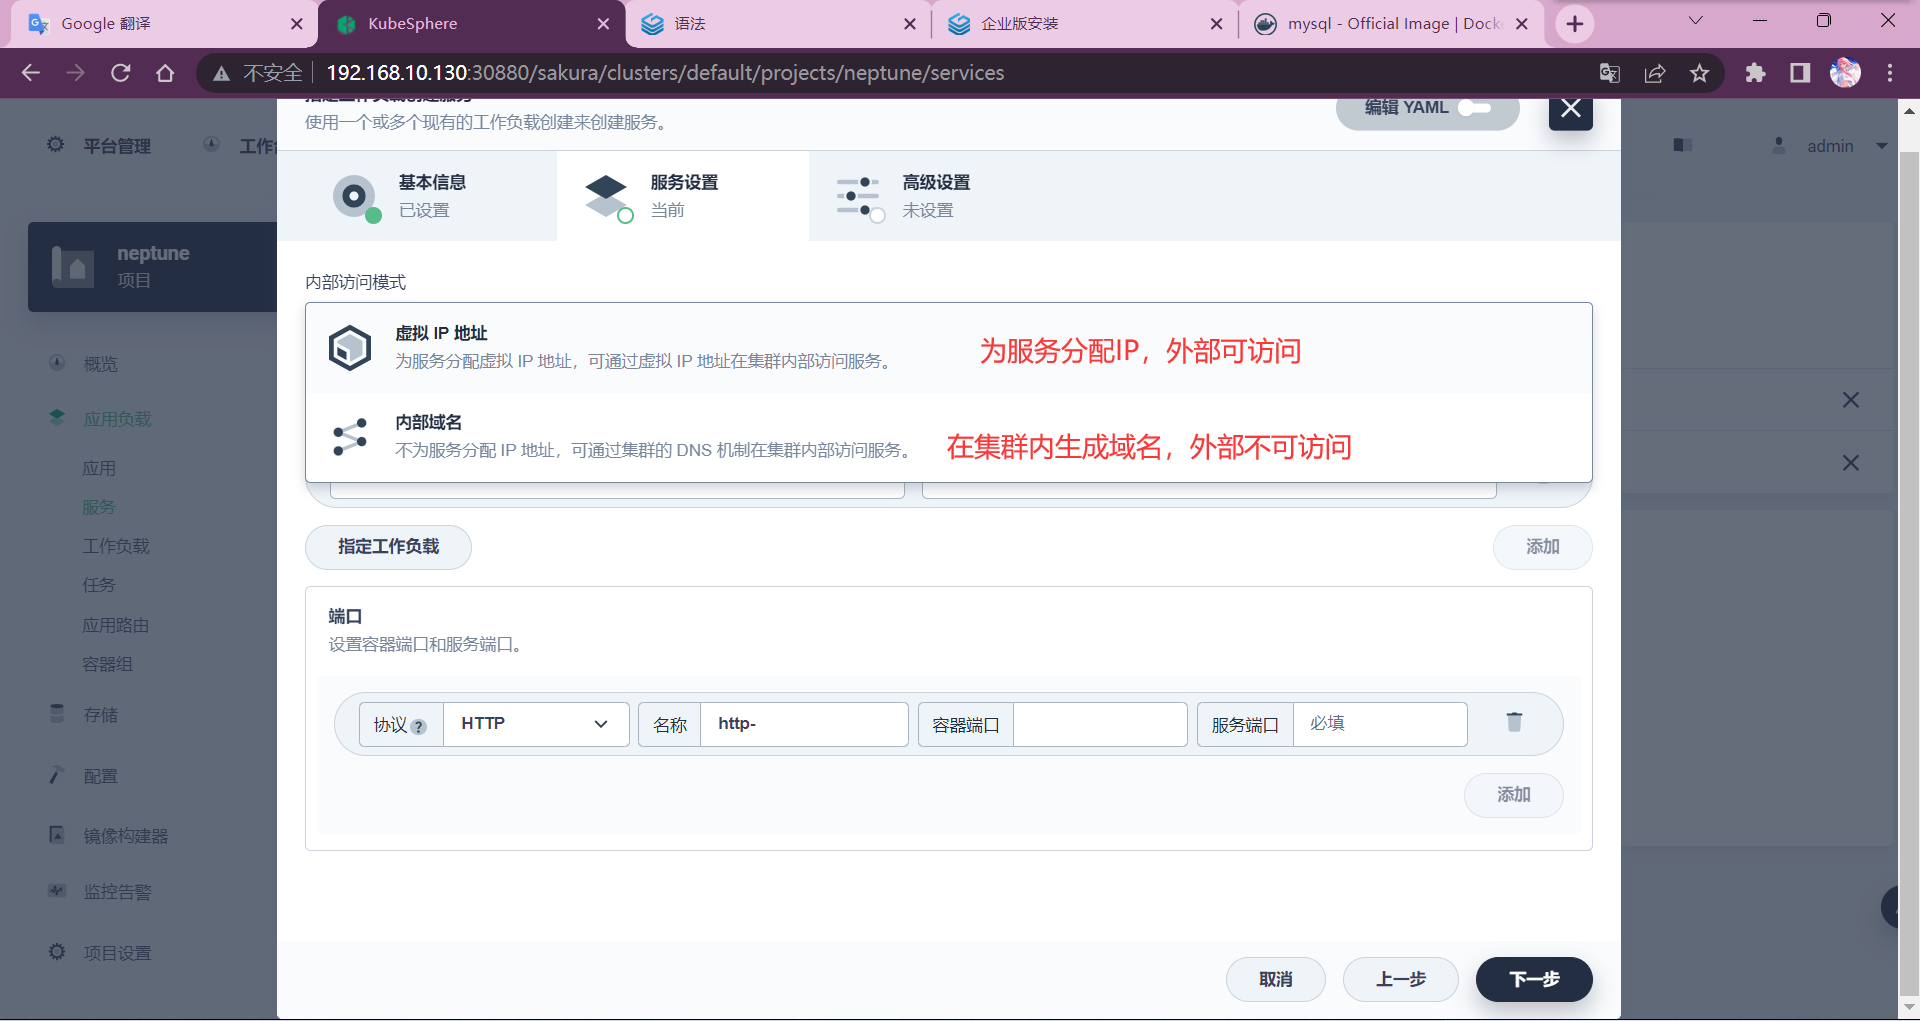 Google 翻译
KubeSphere
语法
企业版安装
mysql - Official Image | Dock
不安全
192.168.10.130:30880/sakura/clusters/default/projects/neptune/services
指定工作负载创建服务
使用一个或多个现有的工作负载创建来创建服务。
编辑 YAML
平台管理
工作
admin
基本信息
已设置
服务设置
当前
高级设置
未设置
neptune
项目
概览
应用负载
应用
服务
工作负载
任务
应用路由
容器组
存储
配置
镜像构建器
监控告警
项目设置
内部访问模式
虚拟 IP 地址
为服务分配虚拟 IP 地址，可通过虚拟 IP 地址在集群内部访问服务。
为服务分配IP，外部可访问
内部域名
不为服务分配 IP 地址，可通过集群的 DNS 机制在集群内部访问服务。
在集群内生成域名，外部不可访问
指定工作负载
添加
端口
设置容器端口和服务端口。
协议 ?
HTTP
名称
http-
容器端口
服务端口
必填
添加
取消
上一步
下一步